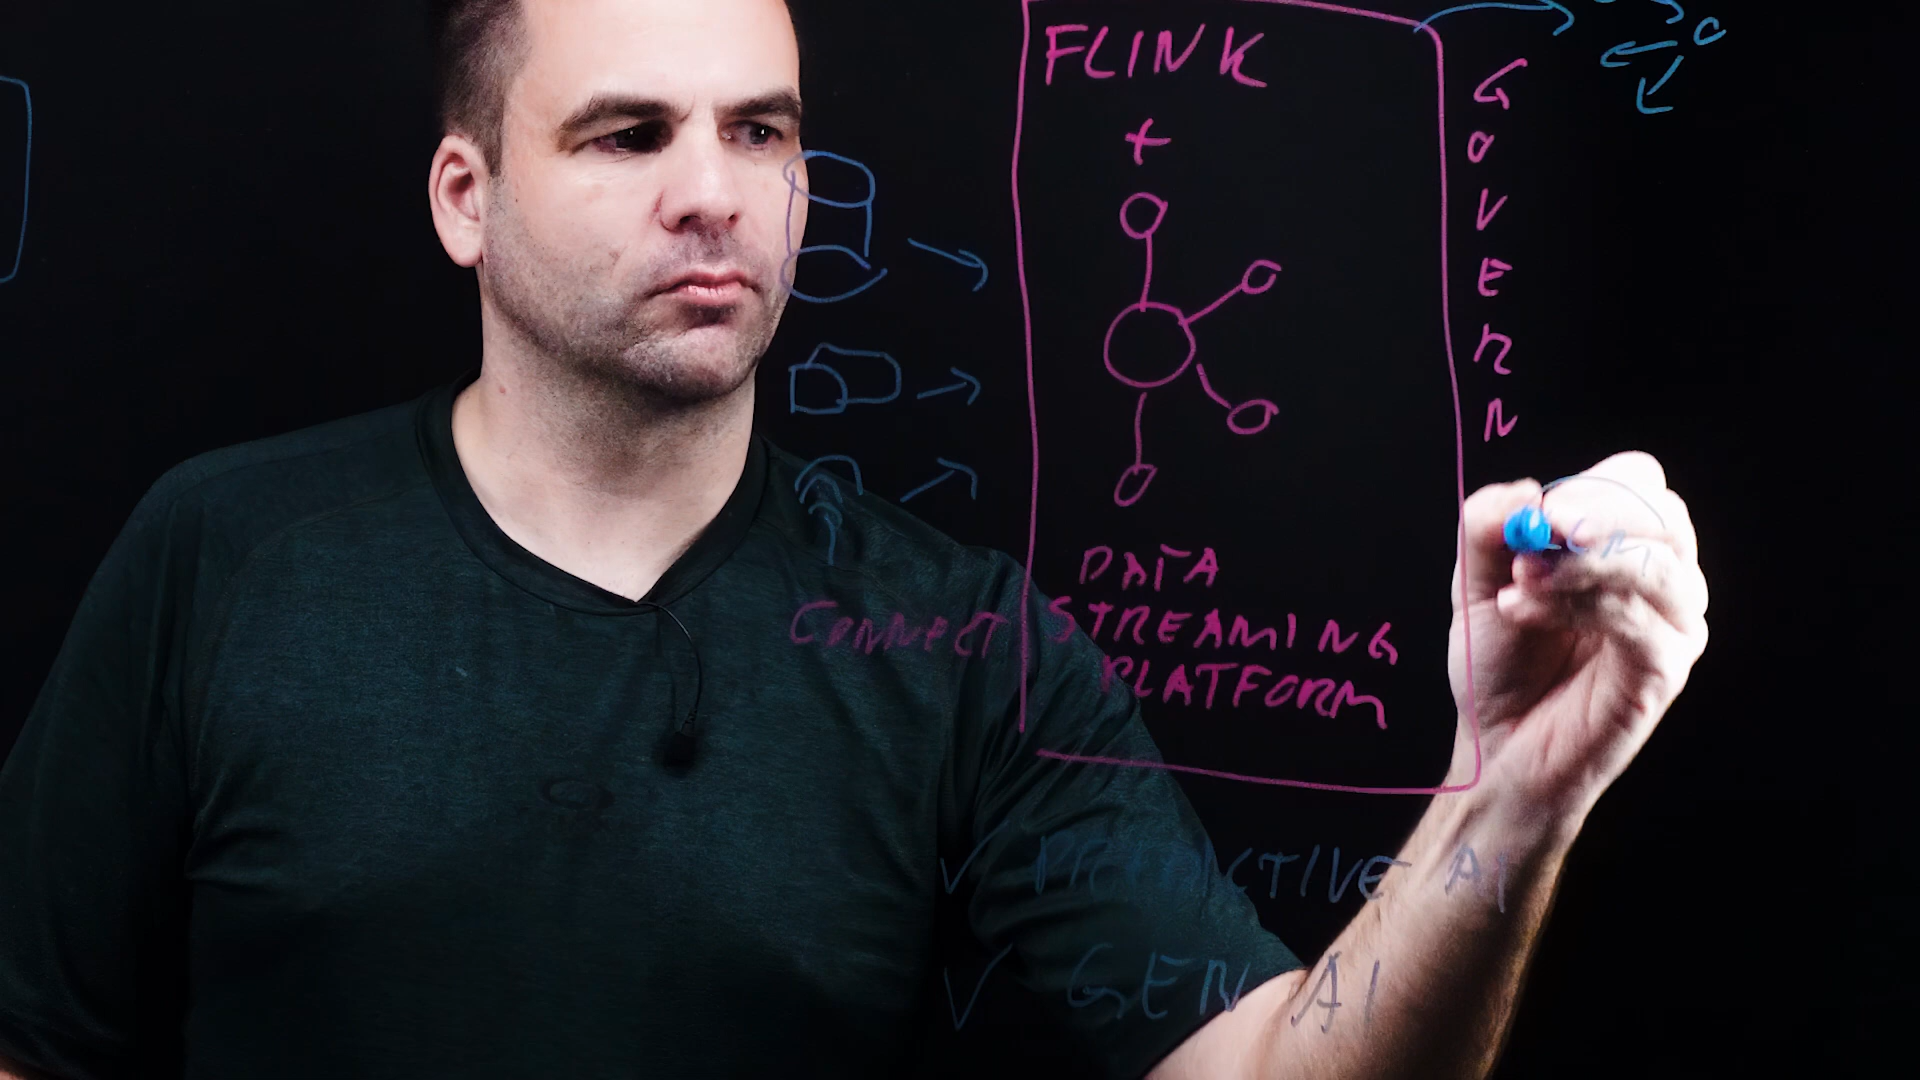 FLINK
+
GOVERN
DATA
STREAMING
PLATFORM
CONNECT
PREDICTIVE AI
GEN AI